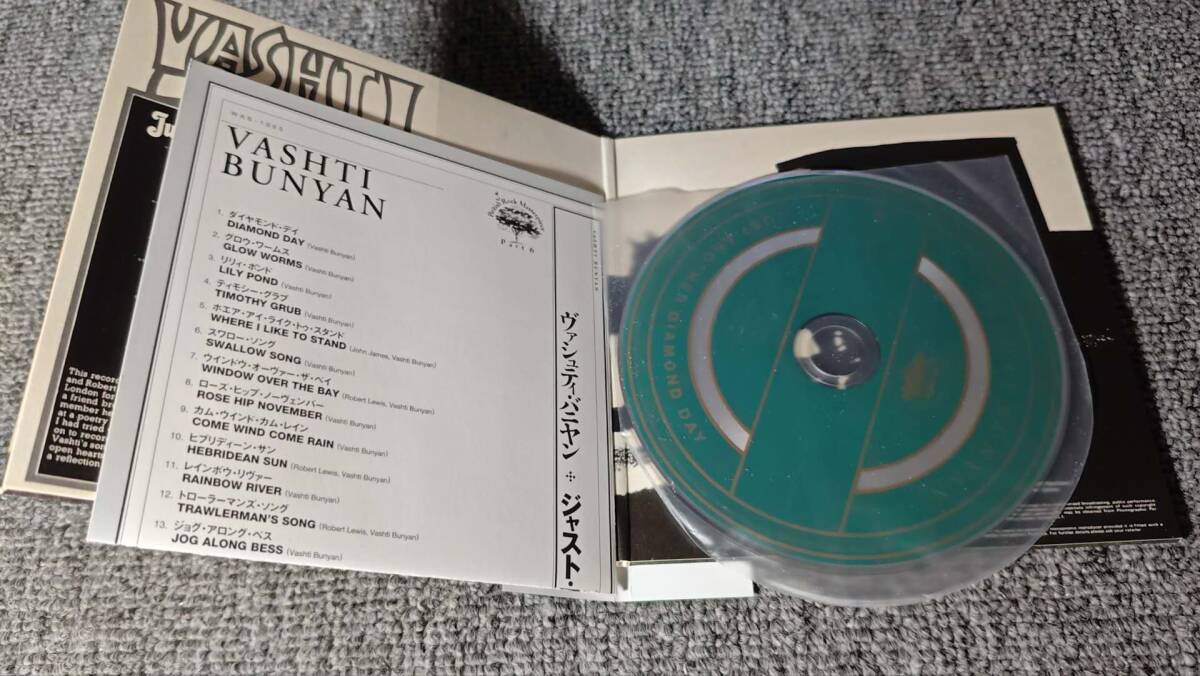 VASHTI
Ju
This record
and Robert
London for
a friend br
member he
at a poetry
I had tried
on to record
Vashti's son
open hearts
a reflection
VASHTI
BUNYAN
1. ダイヤモンド・デイ
DIAMOND DAY (Vashti Bunyan)
2. グロウ・ワームス
GLOW WORMS (Vashti Bunyan)
3. リリィ・ポンド
LILY POND (Vashti Bunyan)
4. ティモシー・グラブ
TIMOTHY GRUB (Vashti Bunyan)
5. ホエア・アイ・ライク・トゥ・スタンド
WHERE I LIKE TO STAND (John James, Vashti Bunyan)
6. スワロー・ソング
SWALLOW SONG (Vashti Bunyan)
7. ウインドウ・オーヴァー・ザ・ベイ
WINDOW OVER THE BAY (Robert Lewis, Vashti Bunyan)
8. ローズ・ヒップ・ノーヴェンバー
ROSE HIP NOVEMBER (Vashti Bunyan)
9. カム・ウインド・カム・レイン
COME WIND COME RAIN (Vashti Bunyan)
10. ヒブリディーン・サン
HEBRIDEAN SUN (Robert Lewis, Vashti Bunyan)
11. レインボウ・リヴァー
RAINBOW RIVER (Vashti Bunyan)
12. トローラーマンズ・ソング
TRAWLERMAN'S SONG (Robert Lewis, Vashti Bunyan)
13. ジョグ・アロング・ベス
JOG ALONG BESS (Vashti Bunyan)
Part 6
VASHTI BUNYAN
ヴァシュティ・バニヤン ジャスト・
DIAMOND DAY